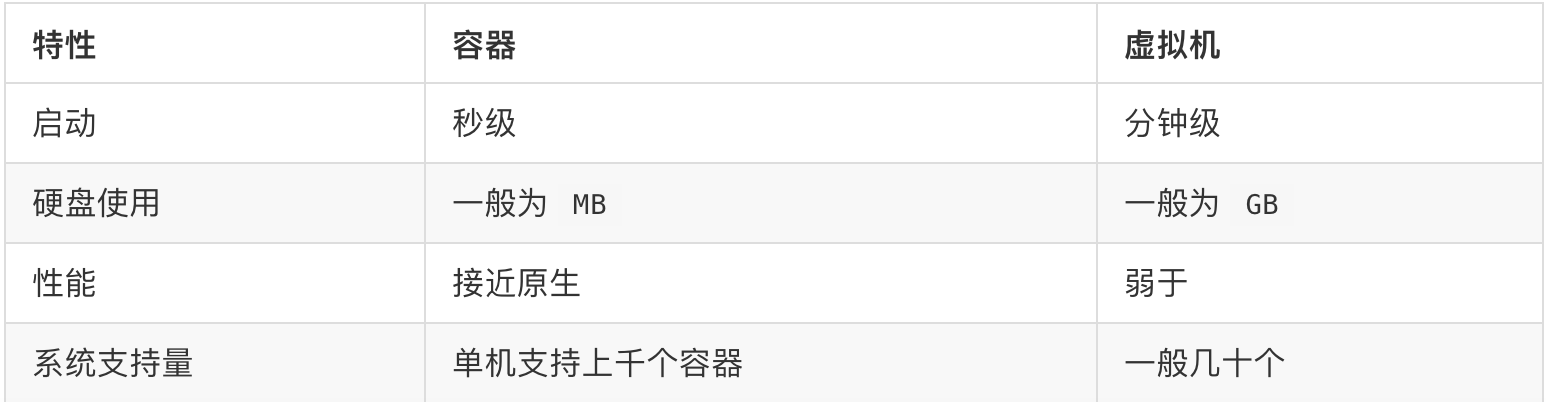 特性 容器 虚拟机
启动 秒级 分钟级
硬盘使用 一般为 MB 一般为 GB
性能 接近原生 弱于
系统支持量 单机支持上千个容器 一般几十个